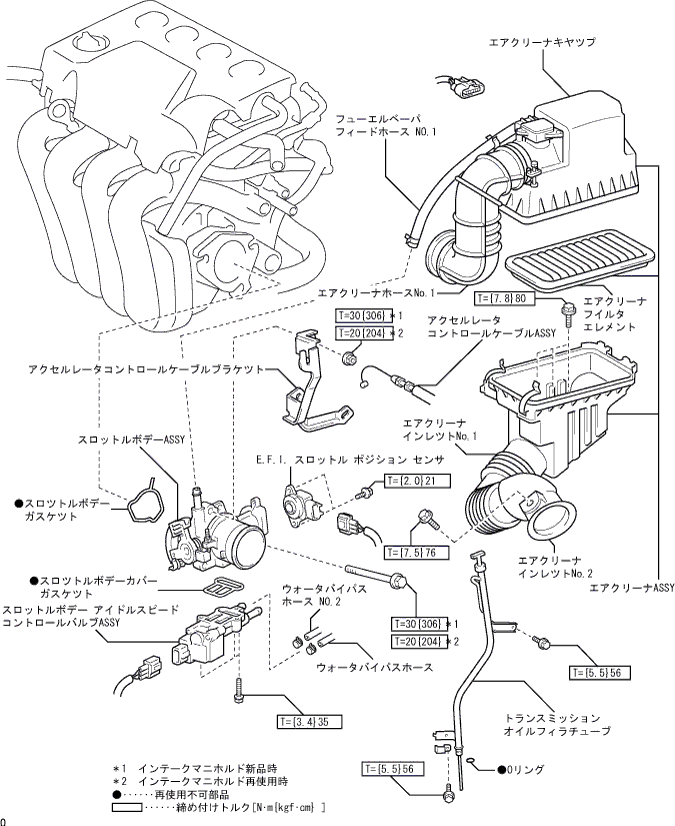 エアクリーナキヤツプ
フューエルベーパ
フィードホース NO.1
エアクリーナホースNo.1
T={7.8}80
エアクリーナ
フイルタ
エレメント
T=30{306} *1
T=20{204} *2
アクセルレータ
コントロールケーブルASSY
アクセルレータコントロールケーブルブラケツト
エアクリーナ
インレツトNo.1
スロットルボデーASSY
E.F.I. スロットル ポジション センサ
T={2.0}21
●スロツトルボデー
ガスケツト
T={7.5}76
エアクリーナ
インレツトNo.2
●スロツトルボデーカバー
ガスケツト
ウォータバイパス
ホース NO.2
エアクリーナASSY
スロットルボデー アイドルスピード
コントロールバルブASSY
T=30{306} *1
T=20{204} *2
ウォータバイパスホース
T={5.5}56
T={3.4}35
トランスミッション
オイルフィラチューブ
T={5.5}56
●Oリング
*1 インテークマニホルド新品時
*2 インテークマニホルド再使用時
●‥‥‥再使用不可部品
‥‥‥締め付けトルク[N·m{kgf·cm} ]
0